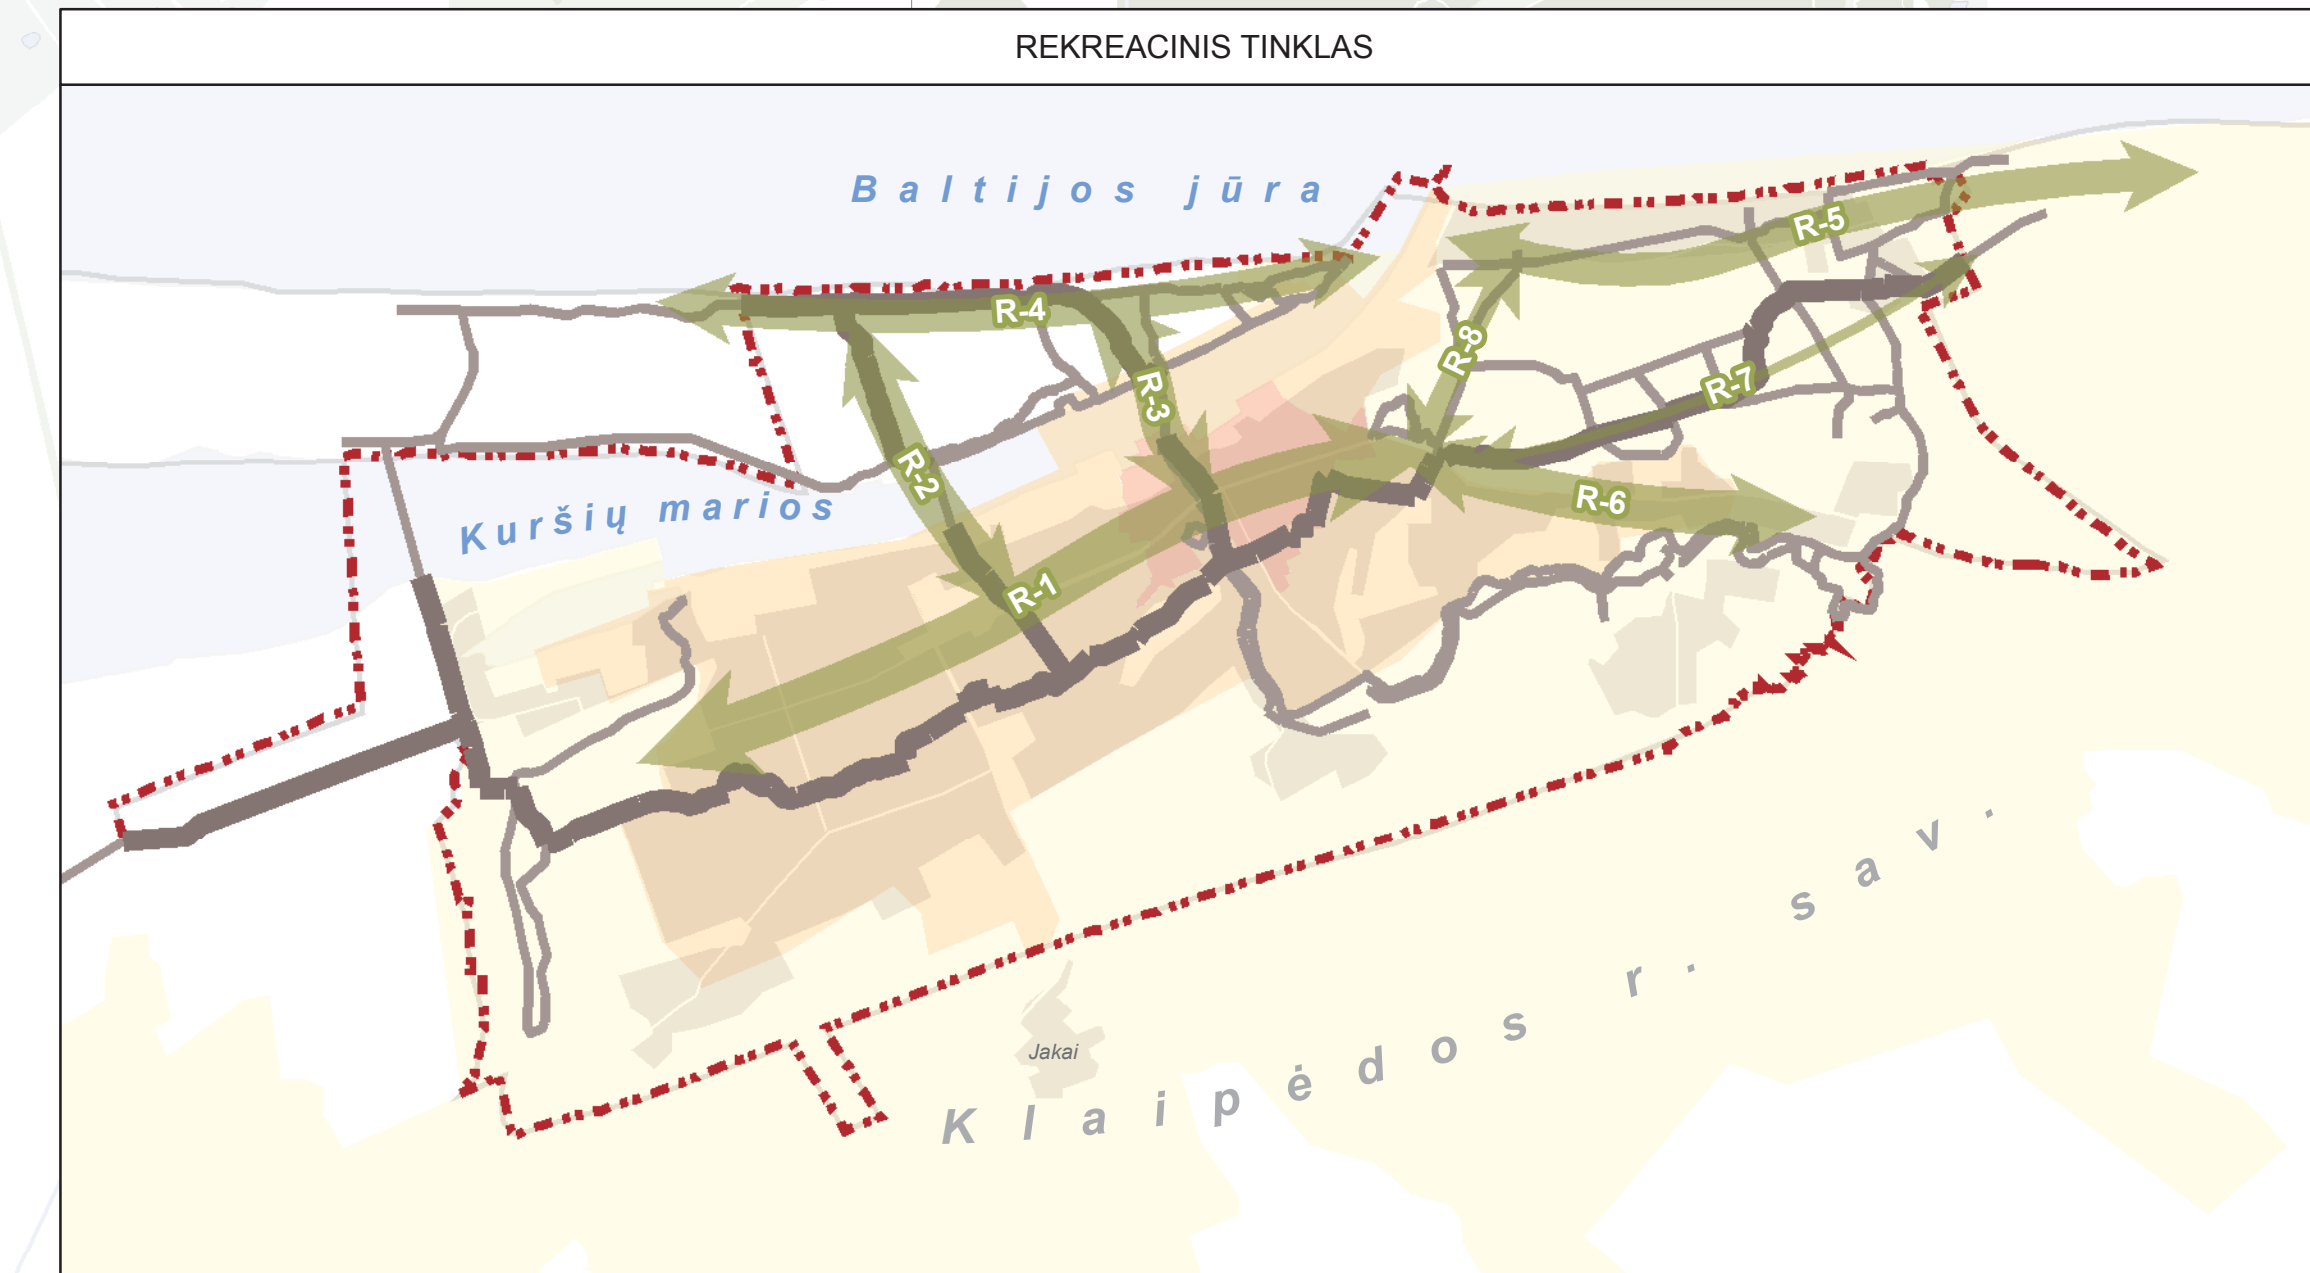 REKREACINIS TINKLAS
Baltijos jūra
R-5
R-4
R-8
R-3
R-7
R-2
Kuršių marios
R-6
R-1
Klaipėdos r. sav.
Jakai